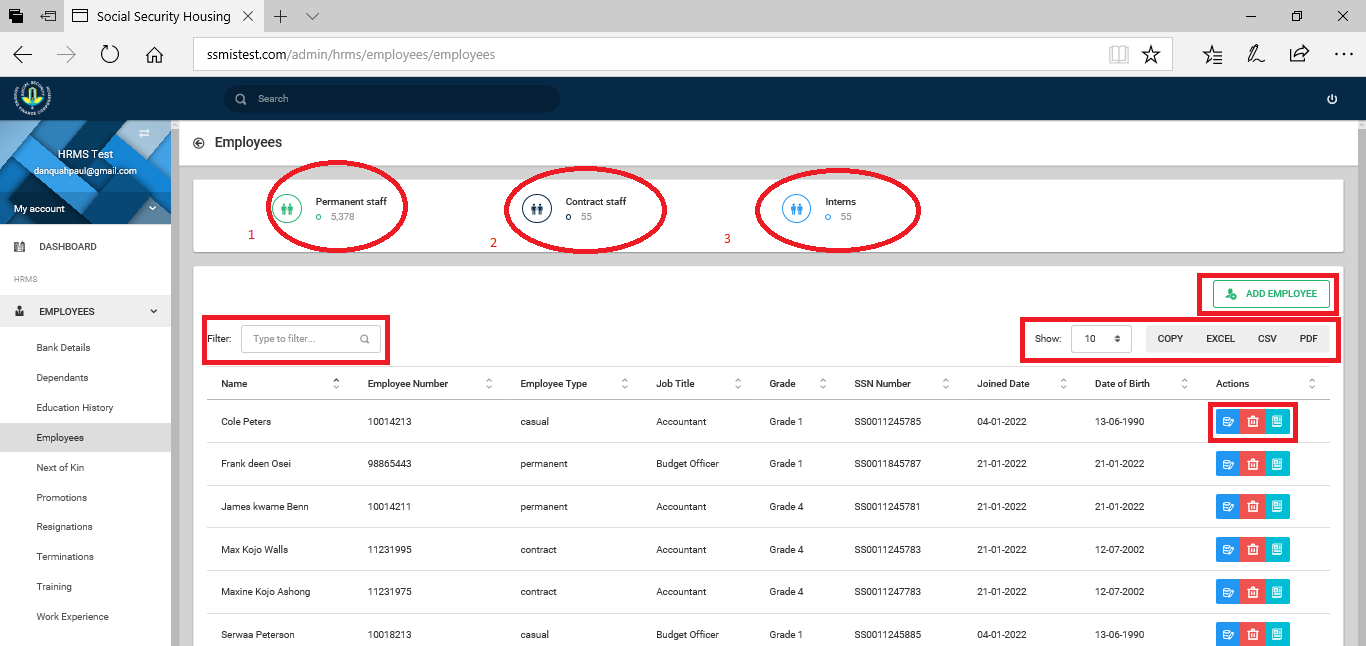 Social Security Housing
ssmistest.com/admin/hrms/employees/employees
Search
HRMS Test
danquahpaul@gmail.com
My account
DASHBOARD
HRMS
EMPLOYEES
Bank Details
Dependants
Education History
Employees
Next of Kin
Promotions
Resignations
Terminations
Training
Work Experience
Employees
1 Permanent staff
5,378
2 Contract staff
55
3 Interns
55
ADD EMPLOYEE
Filter: Type to filter... Show: 10 COPY EXCEL CSV PDF
Name Employee Number Employee Type Job Title Grade SSN Number Joined Date Date of Birth Actions
Cole Peters 10014213 casual Accountant Grade 1 SS0011245785 04-01-2022 13-06-1990
Frank deen Osei 98865443 permanent Budget Officer Grade 1 SS0011845787 21-01-2022 21-01-2022
James kwame Benn 10014211 permanent Accountant Grade 4 SS0011245781 21-01-2022 21-01-2022
Max Kojo Walls 11231995 contract Accountant Grade 4 SS0011245783 21-01-2022 12-07-2002
Maxine Kojo Ashong 11231975 contract Accountant Grade 4 SS0011247783 21-01-2022 12-07-2002
Serwaa Peterson 10018213 casual Budget Officer Grade 1 SS0011245885 04-01-2022 13-06-1990